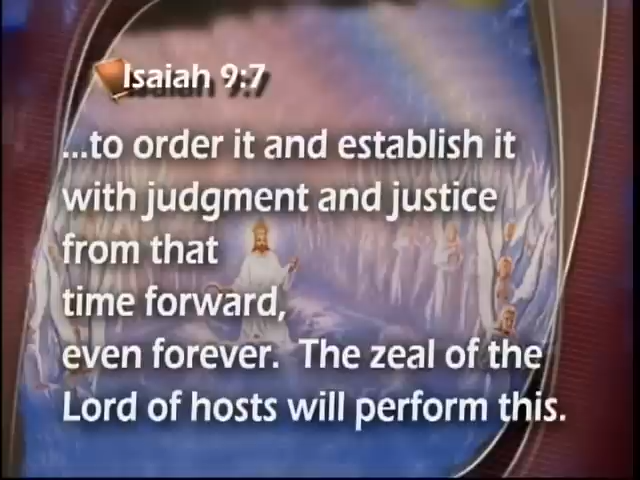 Isaiah 9:7
...to order it and establish it
with judgment and justice
from that
time forward,
even forever.  The zeal of the
Lord of hosts will perform this.